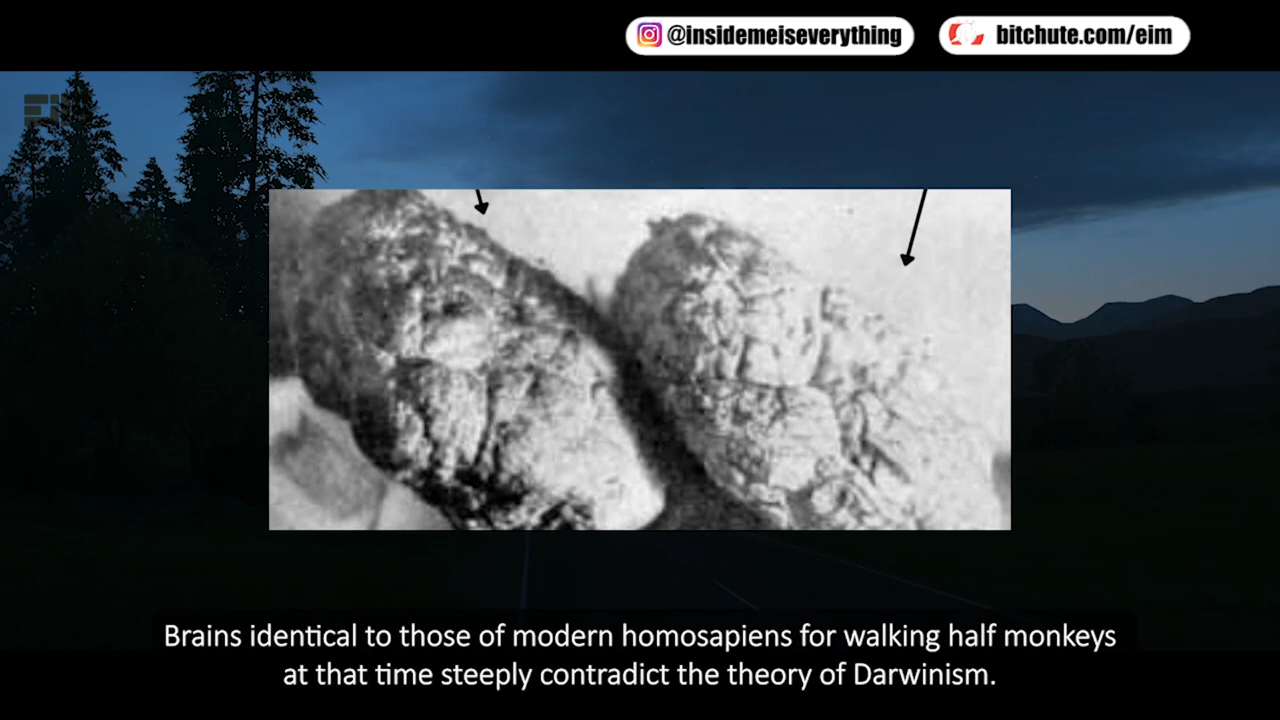 @insidemeiseverything
bitchute.com/eim
EiM
Brains identical to those of modern homosapiens for walking half monkeys
at that time steeply contradict the theory of Darwinism.